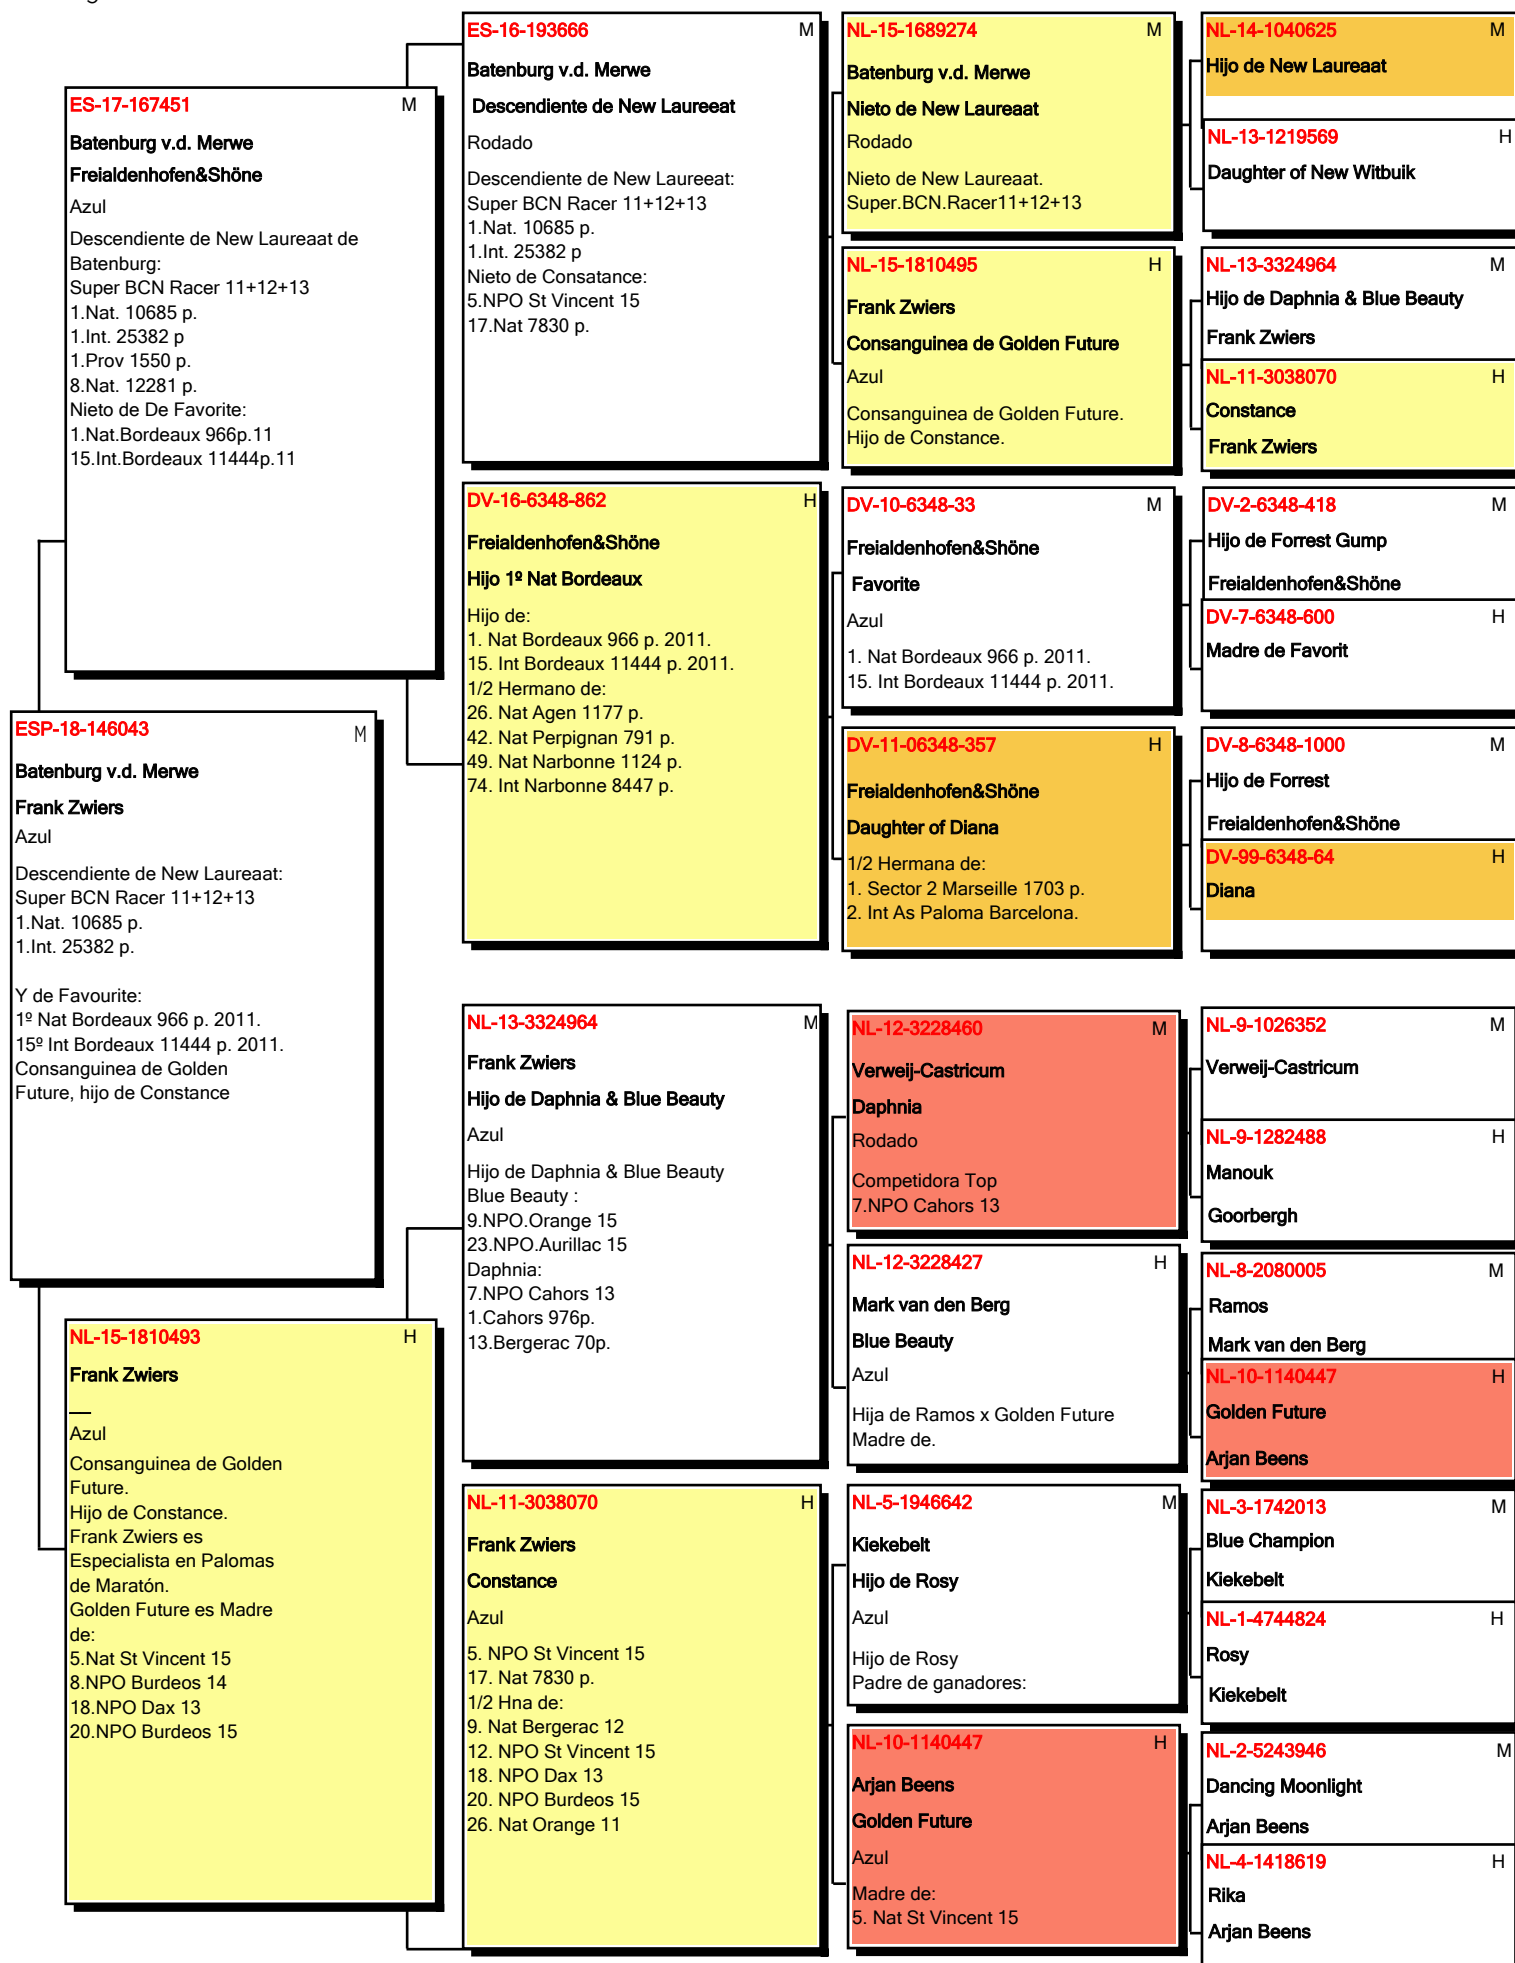 ESP-18-146043 M
Batenburg v.d. Merwe
Frank Zwiers
Azul
Descendiente de New Laureaat:
Super BCN Racer 11+12+13
1.Nat. 10685 p.
1.Int. 25382 p.
Y de Favourite:
1º Nat Bordeaux 966 p. 2011.
15º Int Bordeaux 11444 p. 2011.
Consanguinea de Golden
Future, hijo de Constance
ES-17-167451 M
Batenburg v.d. Merwe
Freialdenhofen&Shöne
Azul
Descendiente de New Laureaat de
Batenburg:
Super BCN Racer 11+12+13
1.Nat. 10685 p.
1.Int. 25382 p
1.Prov 1550 p.
8.Nat. 12281 p.
Nieto de De Favorite:
1.Nat.Bordeaux 966p.11
15.Int.Bordeaux 11444p.11
NL-15-1810493 H
Frank Zwiers
__
Azul
Consanguinea de Golden
Future.
Hijo de Constance.
Frank Zwiers es
Especialista en Palomas
de Maratón.
Golden Future es Madre
de:
5.Nat St Vincent 15
8.NPO Burdeos 14
18.NPO Dax 13
20.NPO Burdeos 15
ES-16-193666 M
Batenburg v.d. Merwe
Descendiente de New Laureeat
Rodado
Descendiente de New Laureeat:
Super BCN Racer 11+12+13
1.Nat. 10685 p.
1.Int. 25382 p
Nieto de Consatance:
5.NPO St Vincent 15
17.Nat 7830 p.
DV-16-6348-862 H
Freialdenhofen&Shöne
Hijo 1º Nat Bordeaux
Hijo de:
1. Nat Bordeaux 966 p. 2011.
15. Int Bordeaux 11444 p. 2011.
1/2 Hermano de:
26. Nat Agen 1177 p.
42. Nat Perpignan 791 p.
49. Nat Narbonne 1124 p.
74. Int Narbonne 8447 p.
NL-13-3324964 M
Frank Zwiers
Hijo de Daphnia & Blue Beauty
Azul
Hijo de Daphnia & Blue Beauty
Blue Beauty :
9.NPO.Orange 15
23.NPO.Aurillac 15
Daphnia:
7.NPO Cahors 13
1.Cahors 976p.
13.Bergerac 70p.
NL-11-3038070 H
Frank Zwiers
Constance
Azul
5. NPO St Vincent 15
17. Nat 7830 p.
1/2 Hna de:
9. Nat Bergerac 12
12. NPO St Vincent 15
18. NPO Dax 13
20. NPO Burdeos 15
26. Nat Orange 11
NL-15-1689274 M
Batenburg v.d. Merwe
Nieto de New Laureaat
Rodado
Nieto de New Laureaat.
Super.BCN.Racer11+12+13
NL-15-1810495 H
Frank Zwiers
Consanguinea de Golden Future
Azul
Consanguinea de Golden Future.
Hijo de Constance.
DV-10-6348-33 M
Freialdenhofen&Shöne
Favorite
Azul
1. Nat Bordeaux 966 p. 2011.
15. Int Bordeaux 11444 p. 2011.
DV-11-06348-357 H
Freialdenhofen&Shöne
Daughter of Diana
1/2 Hermana de:
1. Sector 2 Marseille 1703 p.
2. Int As Paloma Barcelona.
NL-12-3228460 M
Verweij-Castricum
Daphnia
Rodado
Competidora Top
7.NPO Cahors 13
NL-12-3228427 H
Mark van den Berg
Blue Beauty
Azul
Hija de Ramos x Golden Future
Madre de.
NL-5-1946642 M
Kiekebelt
Hijo de Rosy
Azul
Hijo de Rosy
Padre de ganadores:
NL-10-1140447 H
Arjan Beens
Golden Future
Azul
Madre de:
5. Nat St Vincent 15
NL-14-1040625 M
Hijo de New Laureaat
NL-13-1219569 H
Daughter of New Witbuik
NL-13-3324964 M
Hijo de Daphnia & Blue Beauty
Frank Zwiers
NL-11-3038070 H
Constance
Frank Zwiers
DV-2-6348-418 M
Hijo de Forrest Gump
Freialdenhofen&Shöne
DV-7-6348-600 H
Madre de Favorit
DV-8-6348-1000 M
Hijo de Forrest
Freialdenhofen&Shöne
DV-99-6348-64 H
Diana
NL-9-1026352 M
Verweij-Castricum
NL-9-1282488 H
Manouk
Goorbergh
NL-8-2080005 M
Ramos
Mark van den Berg
NL-10-1140447 H
Golden Future
Arjan Beens
NL-3-1742013 M
Blue Champion
Kiekebelt
NL-1-4744824 H
Rosy
Kiekebelt
NL-2-5243946 M
Dancing Moonlight
Arjan Beens
NL-4-1418619 H
Rika
Arjan Beens